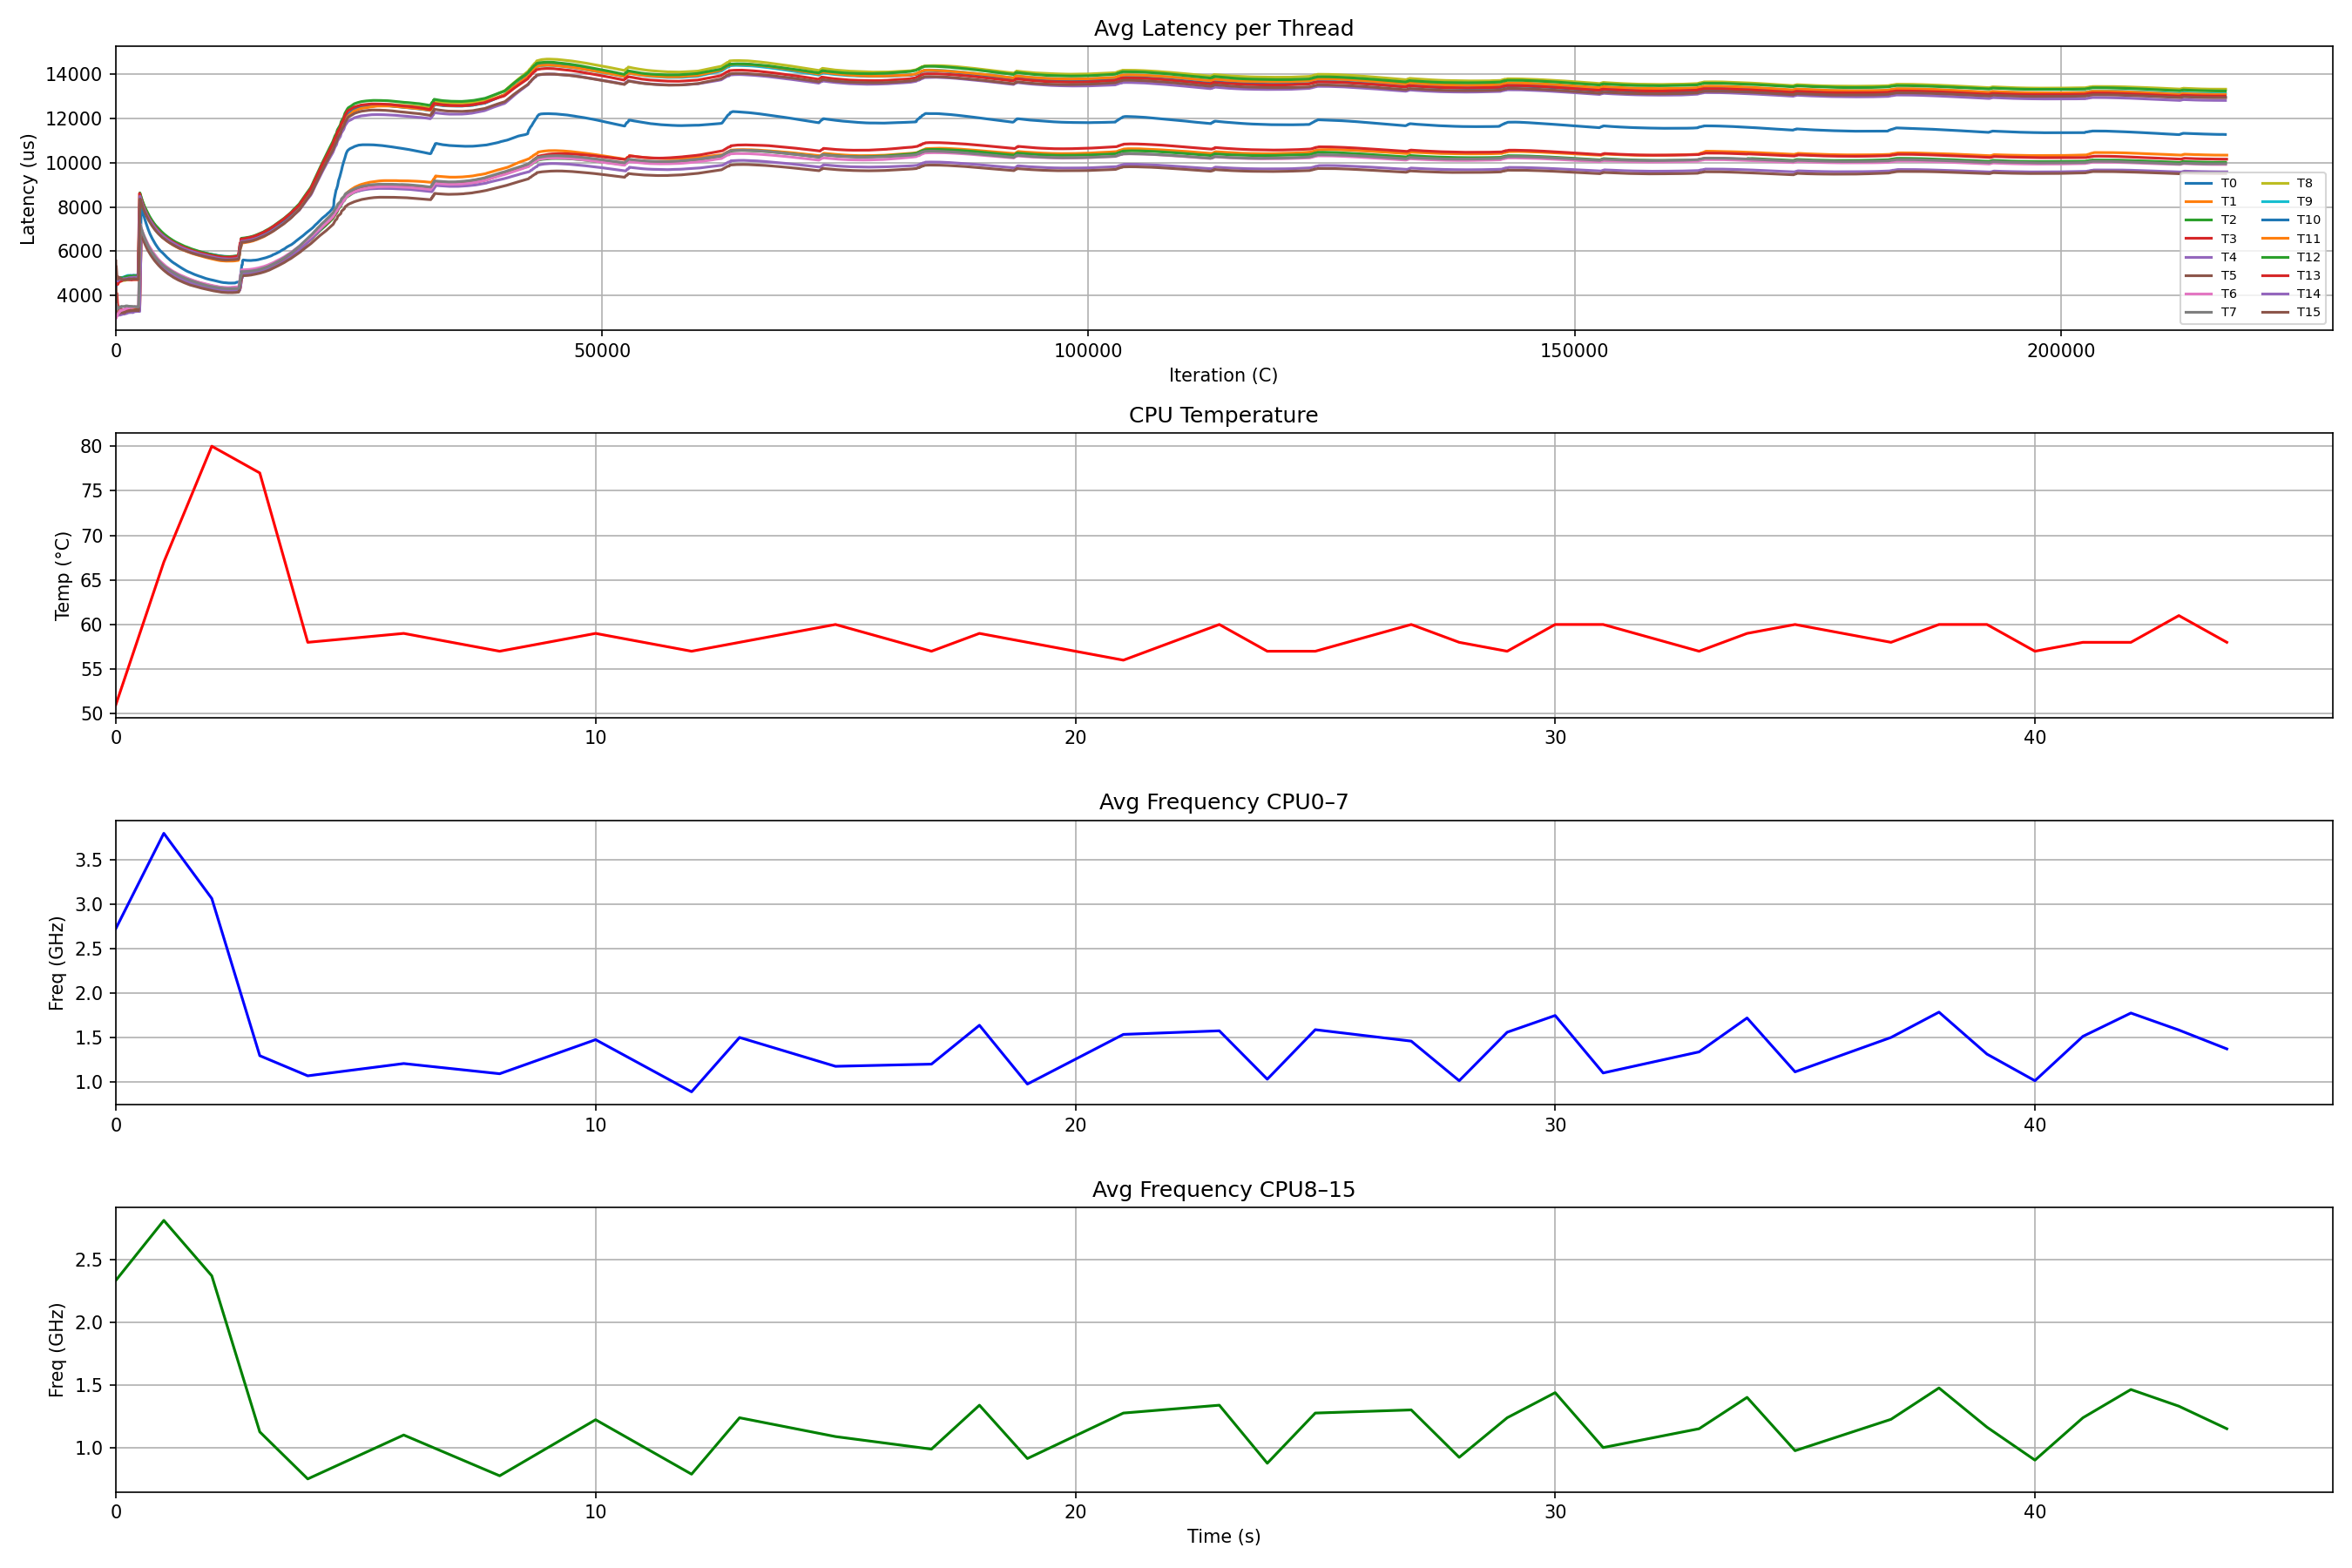 Avg Latency per Thread
Latency (us)
14000
12000
10000
8000
6000
4000
T0 T8
T1 T9
T2 T10
T3 T11
T4 T12
T5 T13
T6 T14
T7 T15
0 50000 100000 150000 200000
Iteration (C)
CPU Temperature
Temp (°C)
80
75
70
65
60
55
50
0 10 20 30 40
Avg Frequency CPU0–7
Freq (GHz)
3.5
3.0
2.5
2.0
1.5
1.0
0 10 20 30 40
Avg Frequency CPU8–15
Freq (GHz)
2.5
2.0
1.5
1.0
0 10 20 30 40
Time (s)